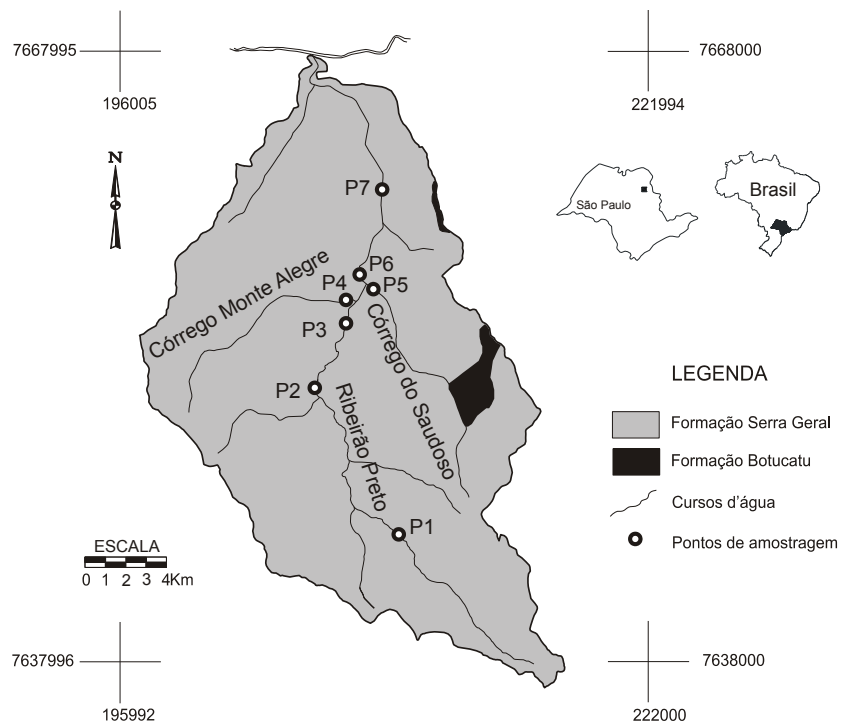 7667995
7668000
196005
221994
N
São Paulo
Brasil
P7
P6
P5
P4
P3
P2
P1
Córrego Monte Alegre
Córrego do Saudoso
Ribeirão Preto
LEGENDA
Formação Serra Geral
Formação Botucatu
Cursos d'água
Pontos de amostragem
ESCALA
0 1 2 3 4Km
7637996
7638000
195992
222000